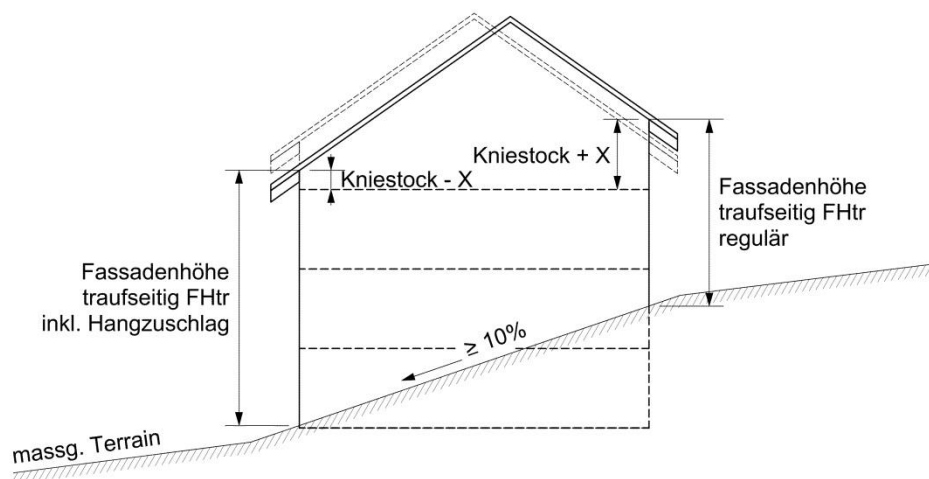 Kniestock + X
Kniestock - X
Fassadenhöhe
traufseitig FHtr
regulär
Fassadenhöhe
traufseitig FHtr
inkl. Hangzuschlag
≥ 10%
massg. Terrain